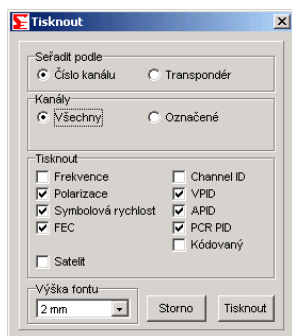 Tisknout
Seřadit podle
Číslo kanálu
Transpondér
Kanály
Všechny
Označené
Tisknout
Frekvence
Channel ID
Polarizace
VPID
Symbolová rychlost
APID
FEC
PCR PID
Kódovaný
Satelit
Výška fontu
2 mm
Storno
Tisknout